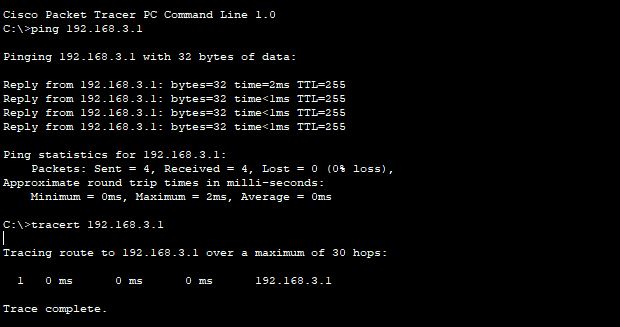 Cisco Packet Tracer PC Command Line 1.0
C:\>ping 192.168.3.1
Pinging 192.168.3.1 with 32 bytes of data:
Reply from 192.168.3.1: bytes=32 time=2ms TTL=255
Reply from 192.168.3.1: bytes=32 time<1ms TTL=255
Reply from 192.168.3.1: bytes=32 time<1ms TTL=255
Reply from 192.168.3.1: bytes=32 time<1ms TTL=255
Ping statistics for 192.168.3.1:
Packets: Sent = 4, Received = 4, Lost = 0 (0% loss),
Approximate round trip times in milli-seconds:
Minimum = 0ms, Maximum = 2ms, Average = 0ms
C:\>tracert 192.168.3.1
Tracing route to 192.168.3.1 over a maximum of 30 hops:
1 0 ms 0 ms 0 ms 192.168.3.1
Trace complete.